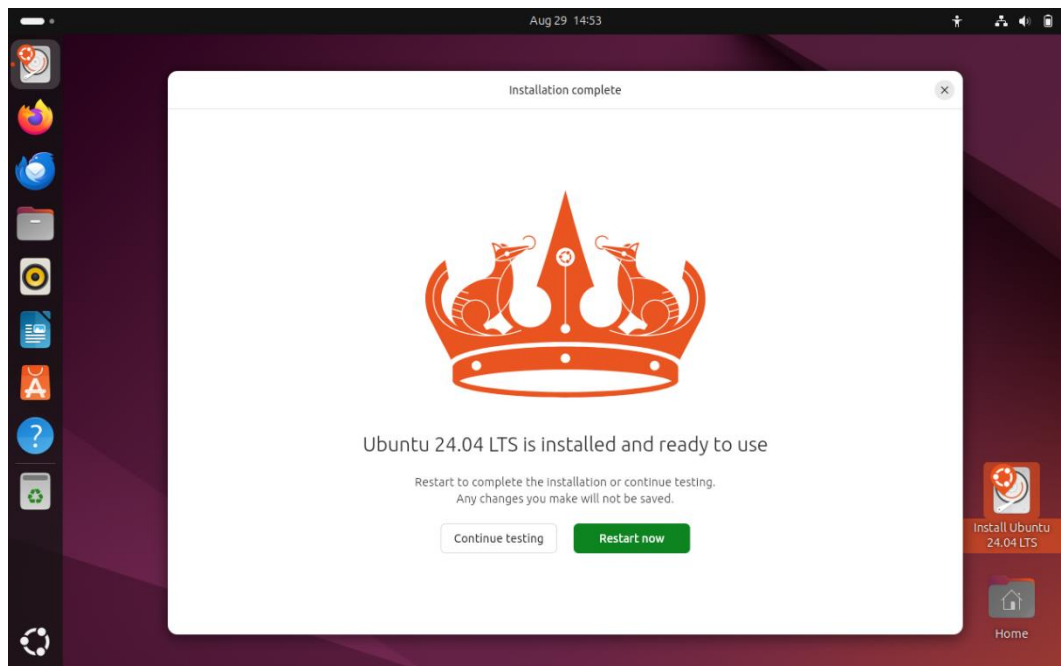 Aug 29 14:53
Installation complete
Ubuntu 24.04 LTS is installed and ready to use
Restart to complete the installation or continue testing.
Any changes you make will not be saved.
Continue testing
Restart now
Install Ubuntu
24.04 LTS
Home